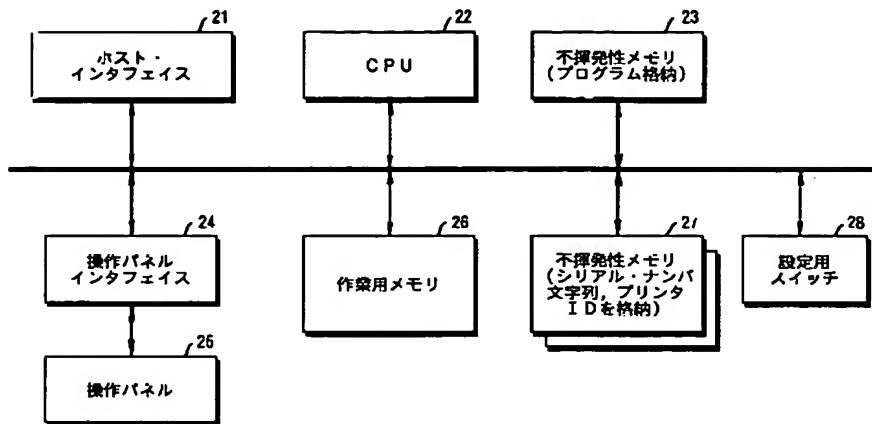 21
ホスト・
インタフェイス
22
CPU
23
不揮発性メモリ
(プログラム格納)
24
操作パネル
インタフェイス
26
作業用メモリ
27
不揮発性メモリ
(シリアル・ナンバ
文字列,プリンタ
IDを格納)
28
設定用
スイッチ
26
操作パネル